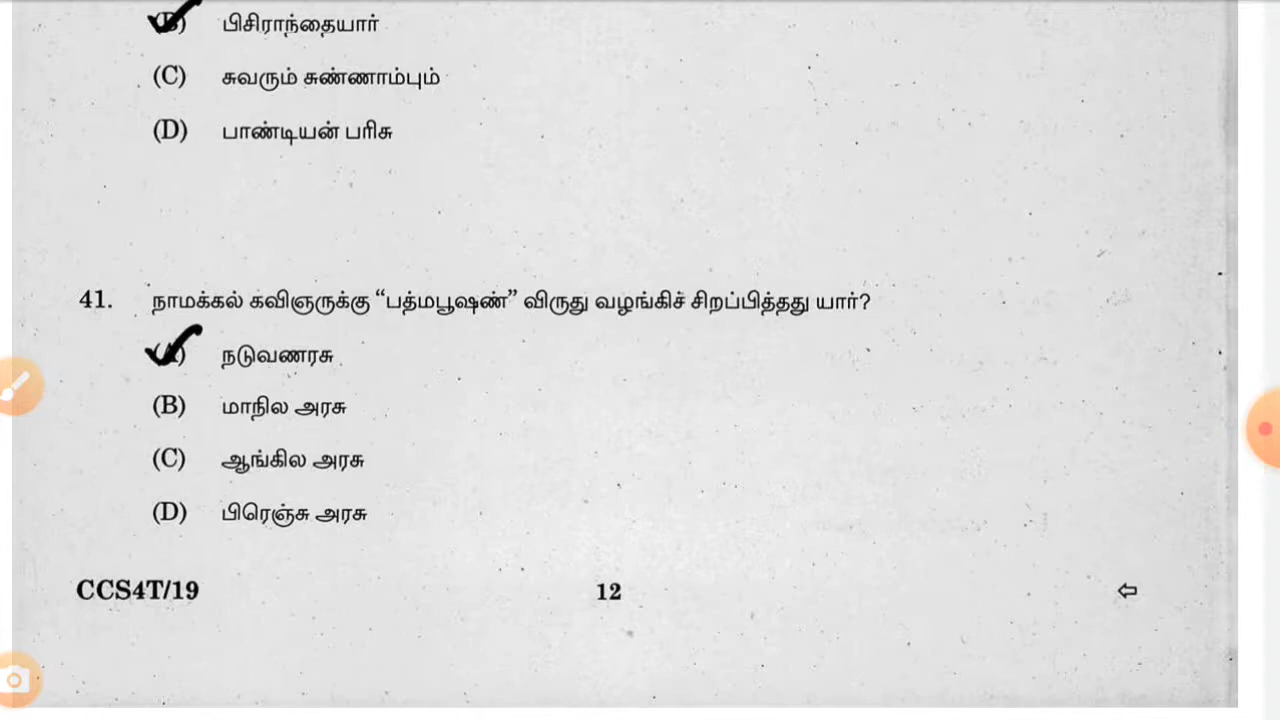 (B) பிசிராந்தையார்
(C) சுவரும் சுண்ணாம்பும்
(D) பாண்டியன் பரிசு
41. நாமக்கல் கவிஞருக்கு “பத்மபூஷண்” விருது வழங்கிச் சிறப்பித்தது யார்?
(A) நடுவணரசு
(B) மாநில அரசு
(C) ஆங்கில அரசு
(D) பிரெஞ்சு அரசு
CCS4T/19 12 ⇦